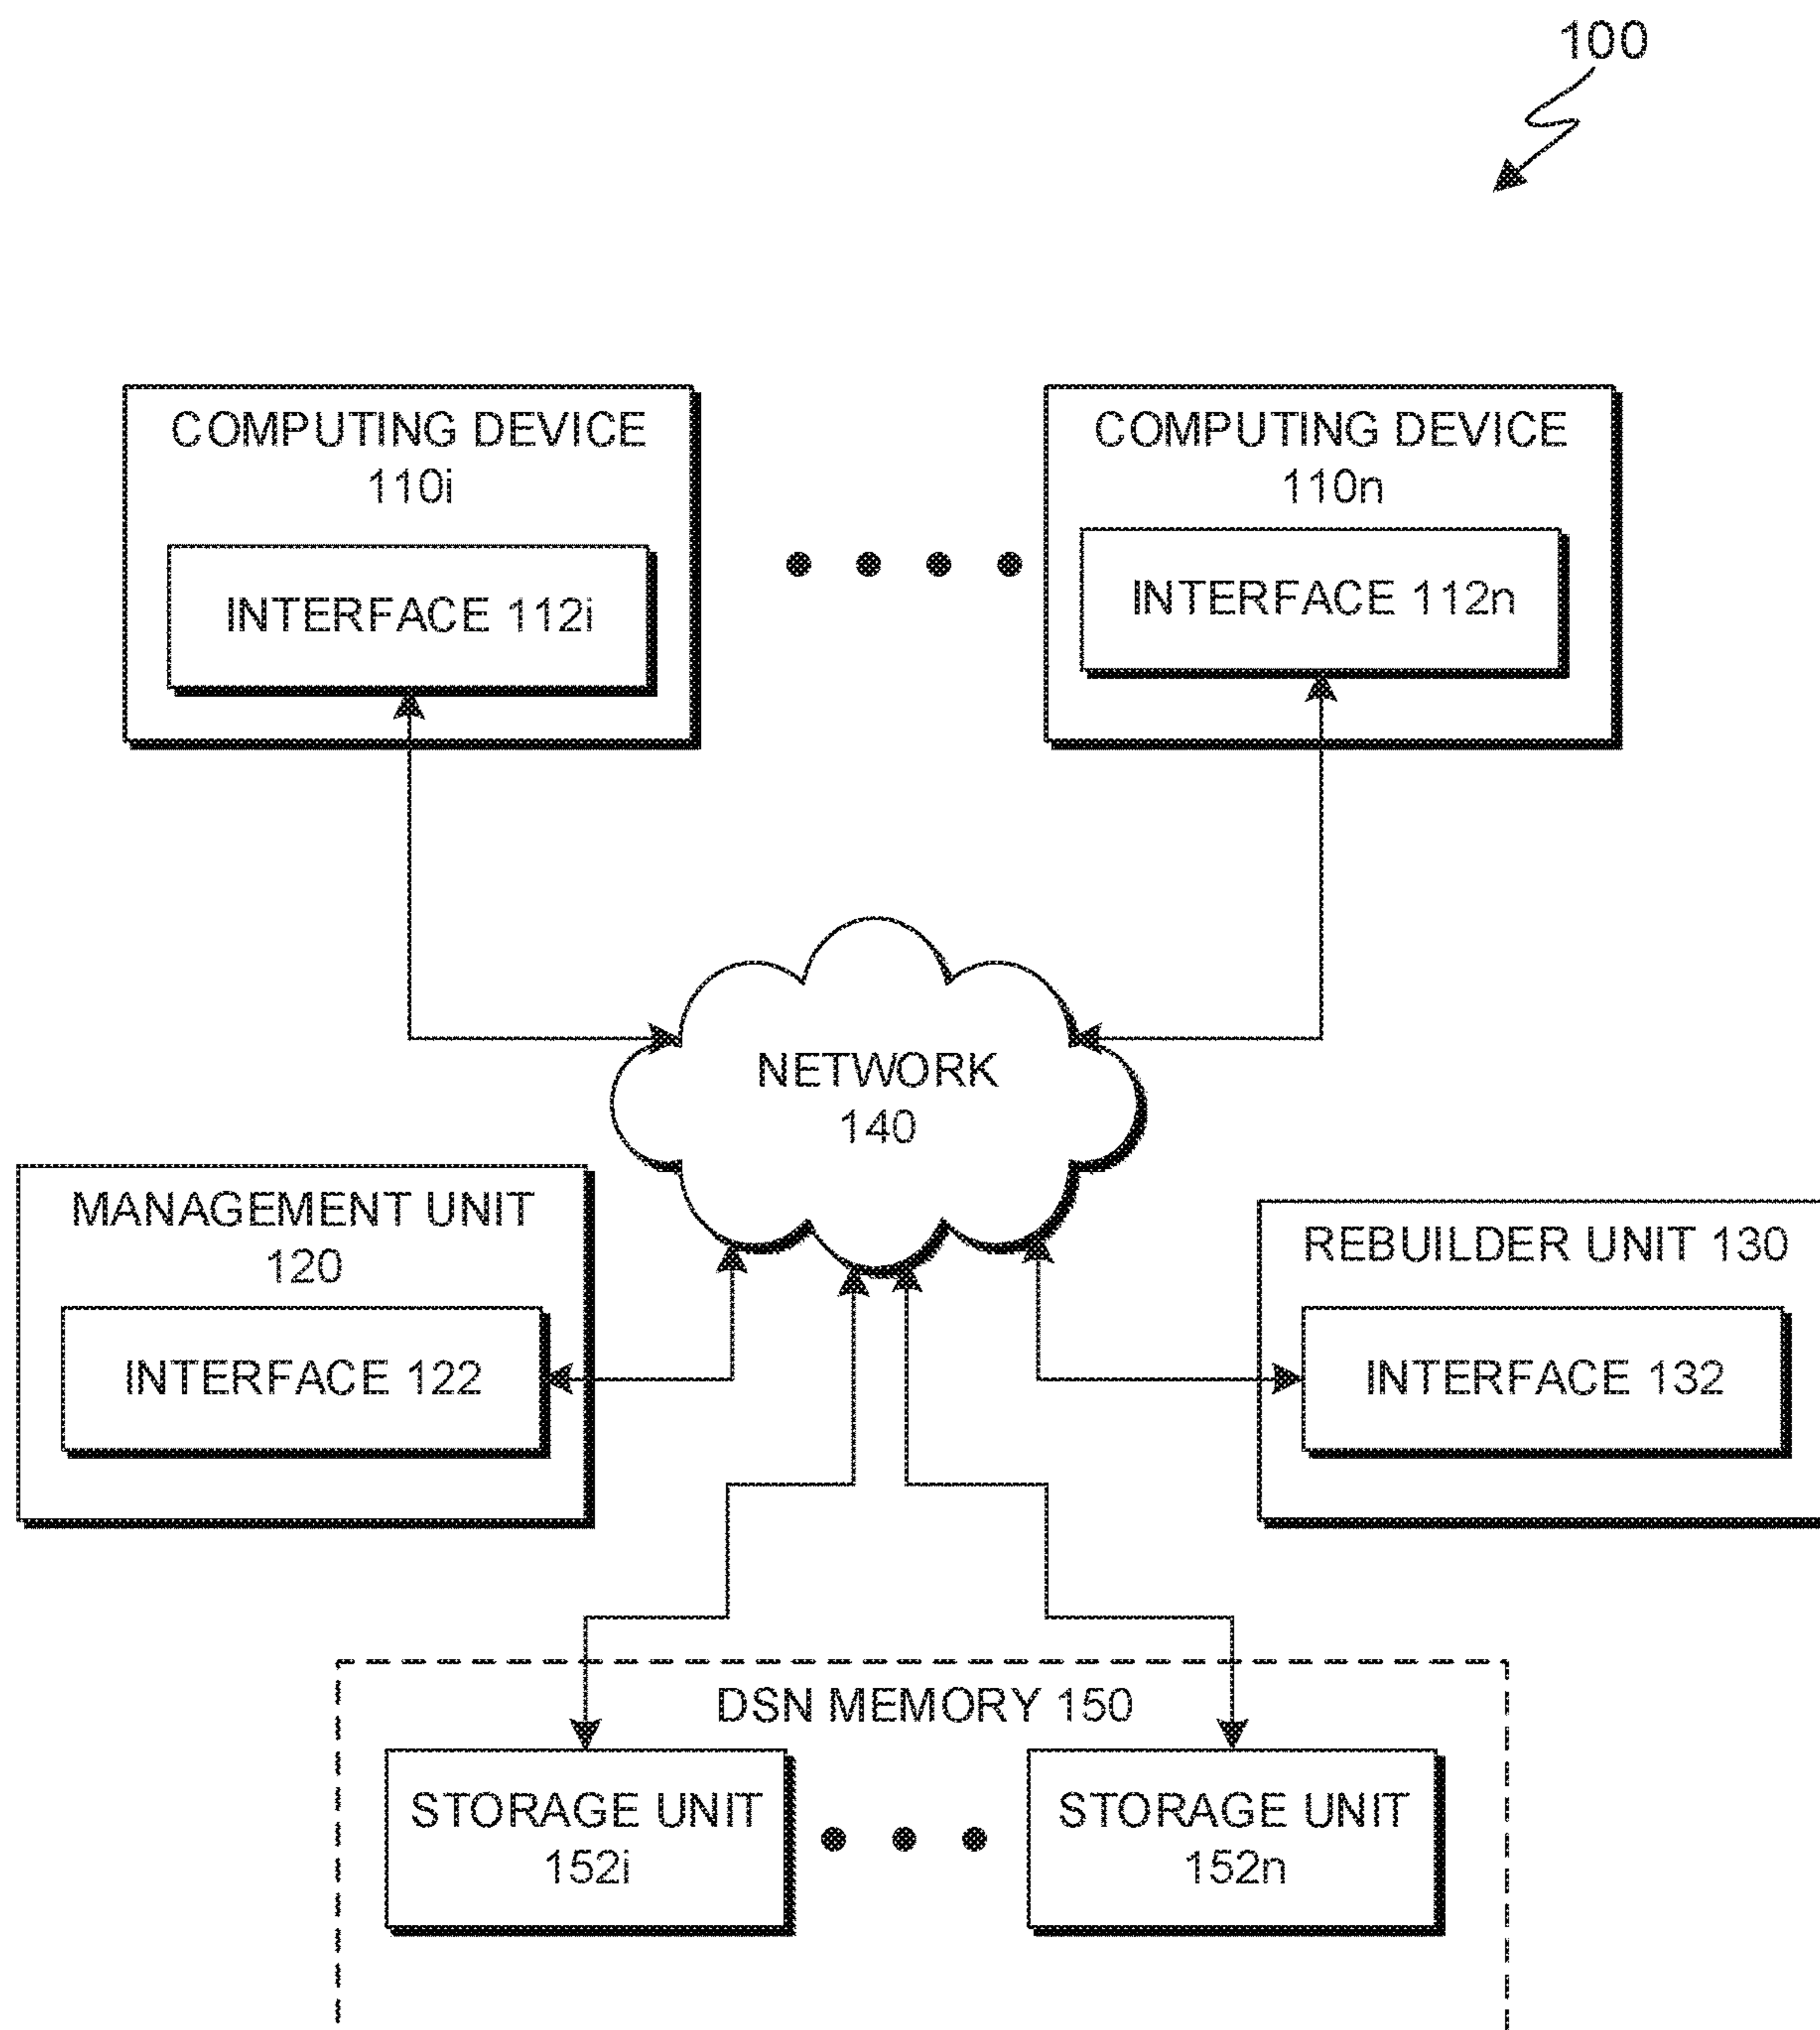 100
COMPUTING DEVICE
110i
INTERFACE 112i
COMPUTING DEVICE
110n
INTERFACE 112n
NETWORK
140
MANAGEMENT UNIT
120
INTERFACE 122
REBUILDER UNIT 130
INTERFACE 132
DSN MEMORY 150
STORAGE UNIT
152i
STORAGE UNIT
152n